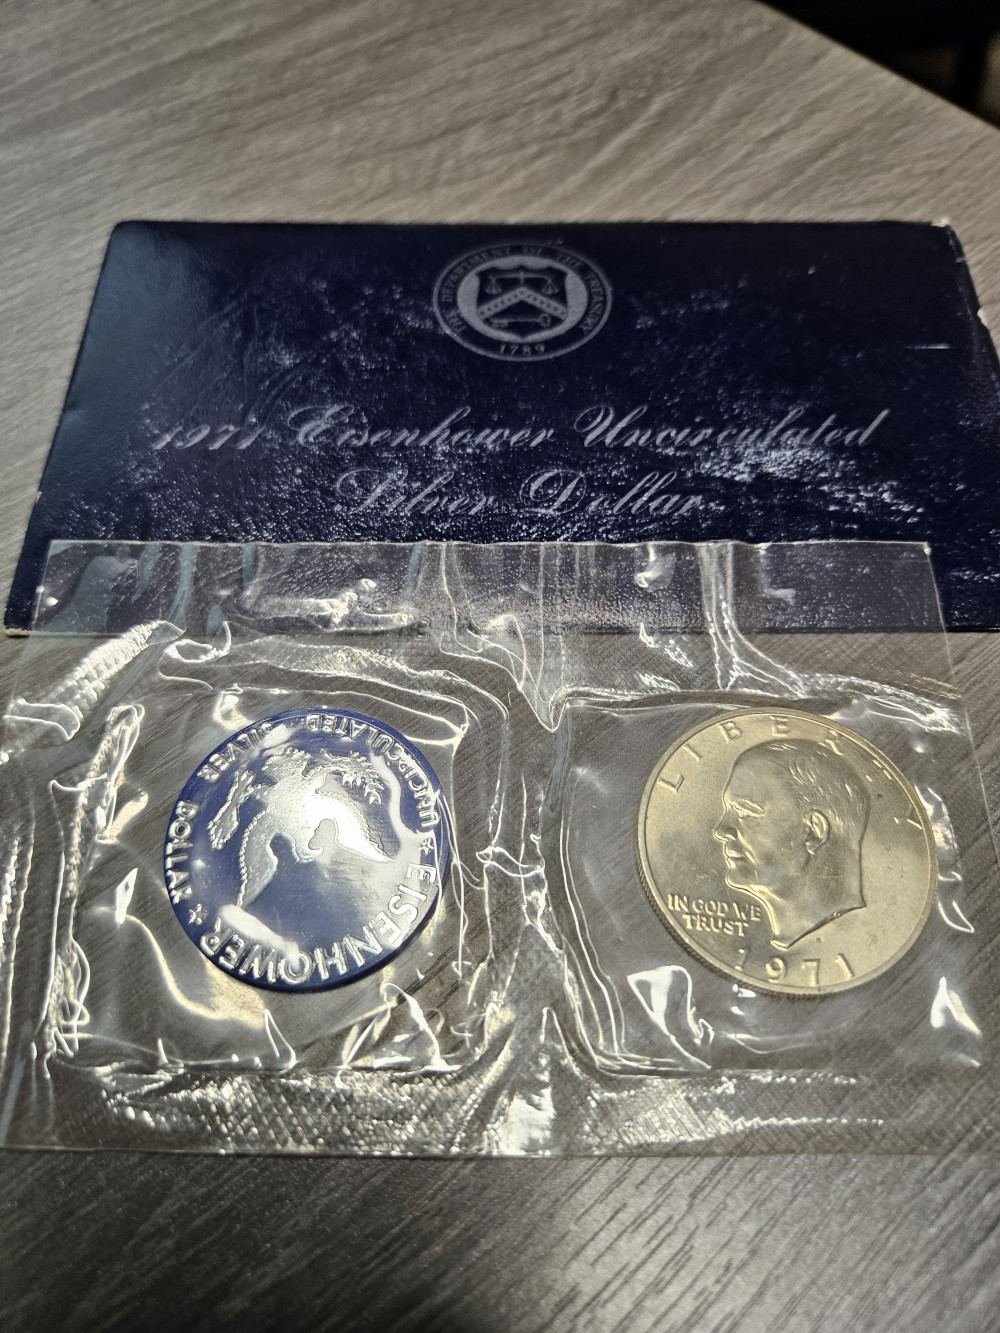 THE DEPARTMENT OF THE TREASURY
1789
1971 Eisenhower Uncirculated
Silver Dollar
EISENHOWER
UNCIRCULATED SILVER DOLLAR
LIBERTY
IN GOD WE
TRUST
1971